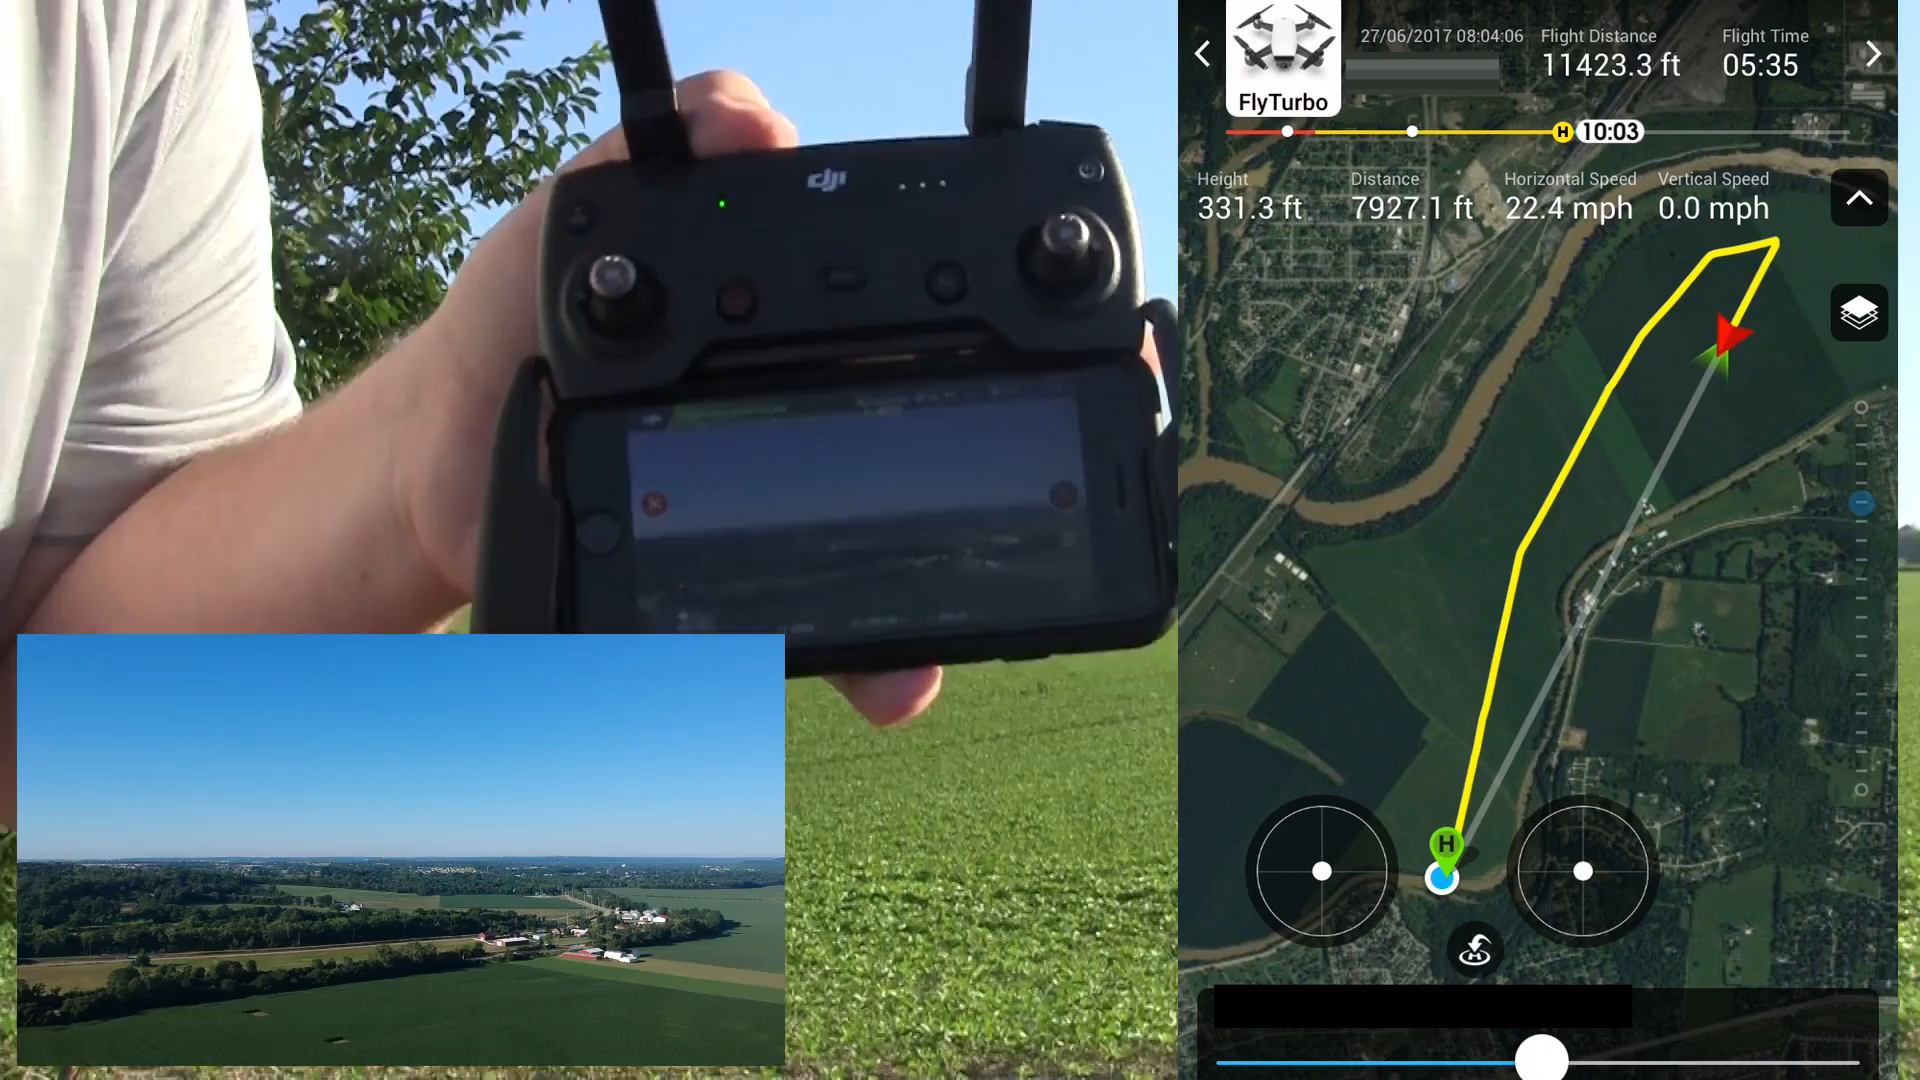 dji
FlyTurbo
27/06/2017 08:04:06
Flight Distance
11423.3 ft
Flight Time
05:35
H
10:03
Height
331.3 ft
Distance
7927.1 ft
Horizontal Speed
22.4 mph
Vertical Speed
0.0 mph
H
H